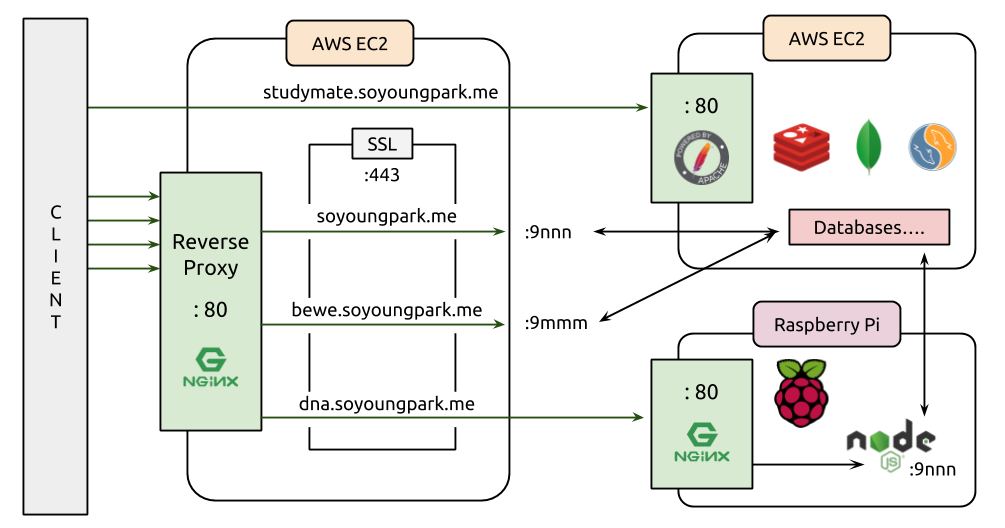 CLIENT
AWS EC2
studymate.soyoungpark.me
SSL
:443
soyoungpark.me
Reverse
Proxy
: 80
NGiNX
bewe.soyoungpark.me
dna.soyoungpark.me
:9nnn
:9mmm
AWS EC2
: 80
POWERED BY
APACHE
Databases....
Raspberry Pi
: 80
NGiNX
node
JS
:9nnn